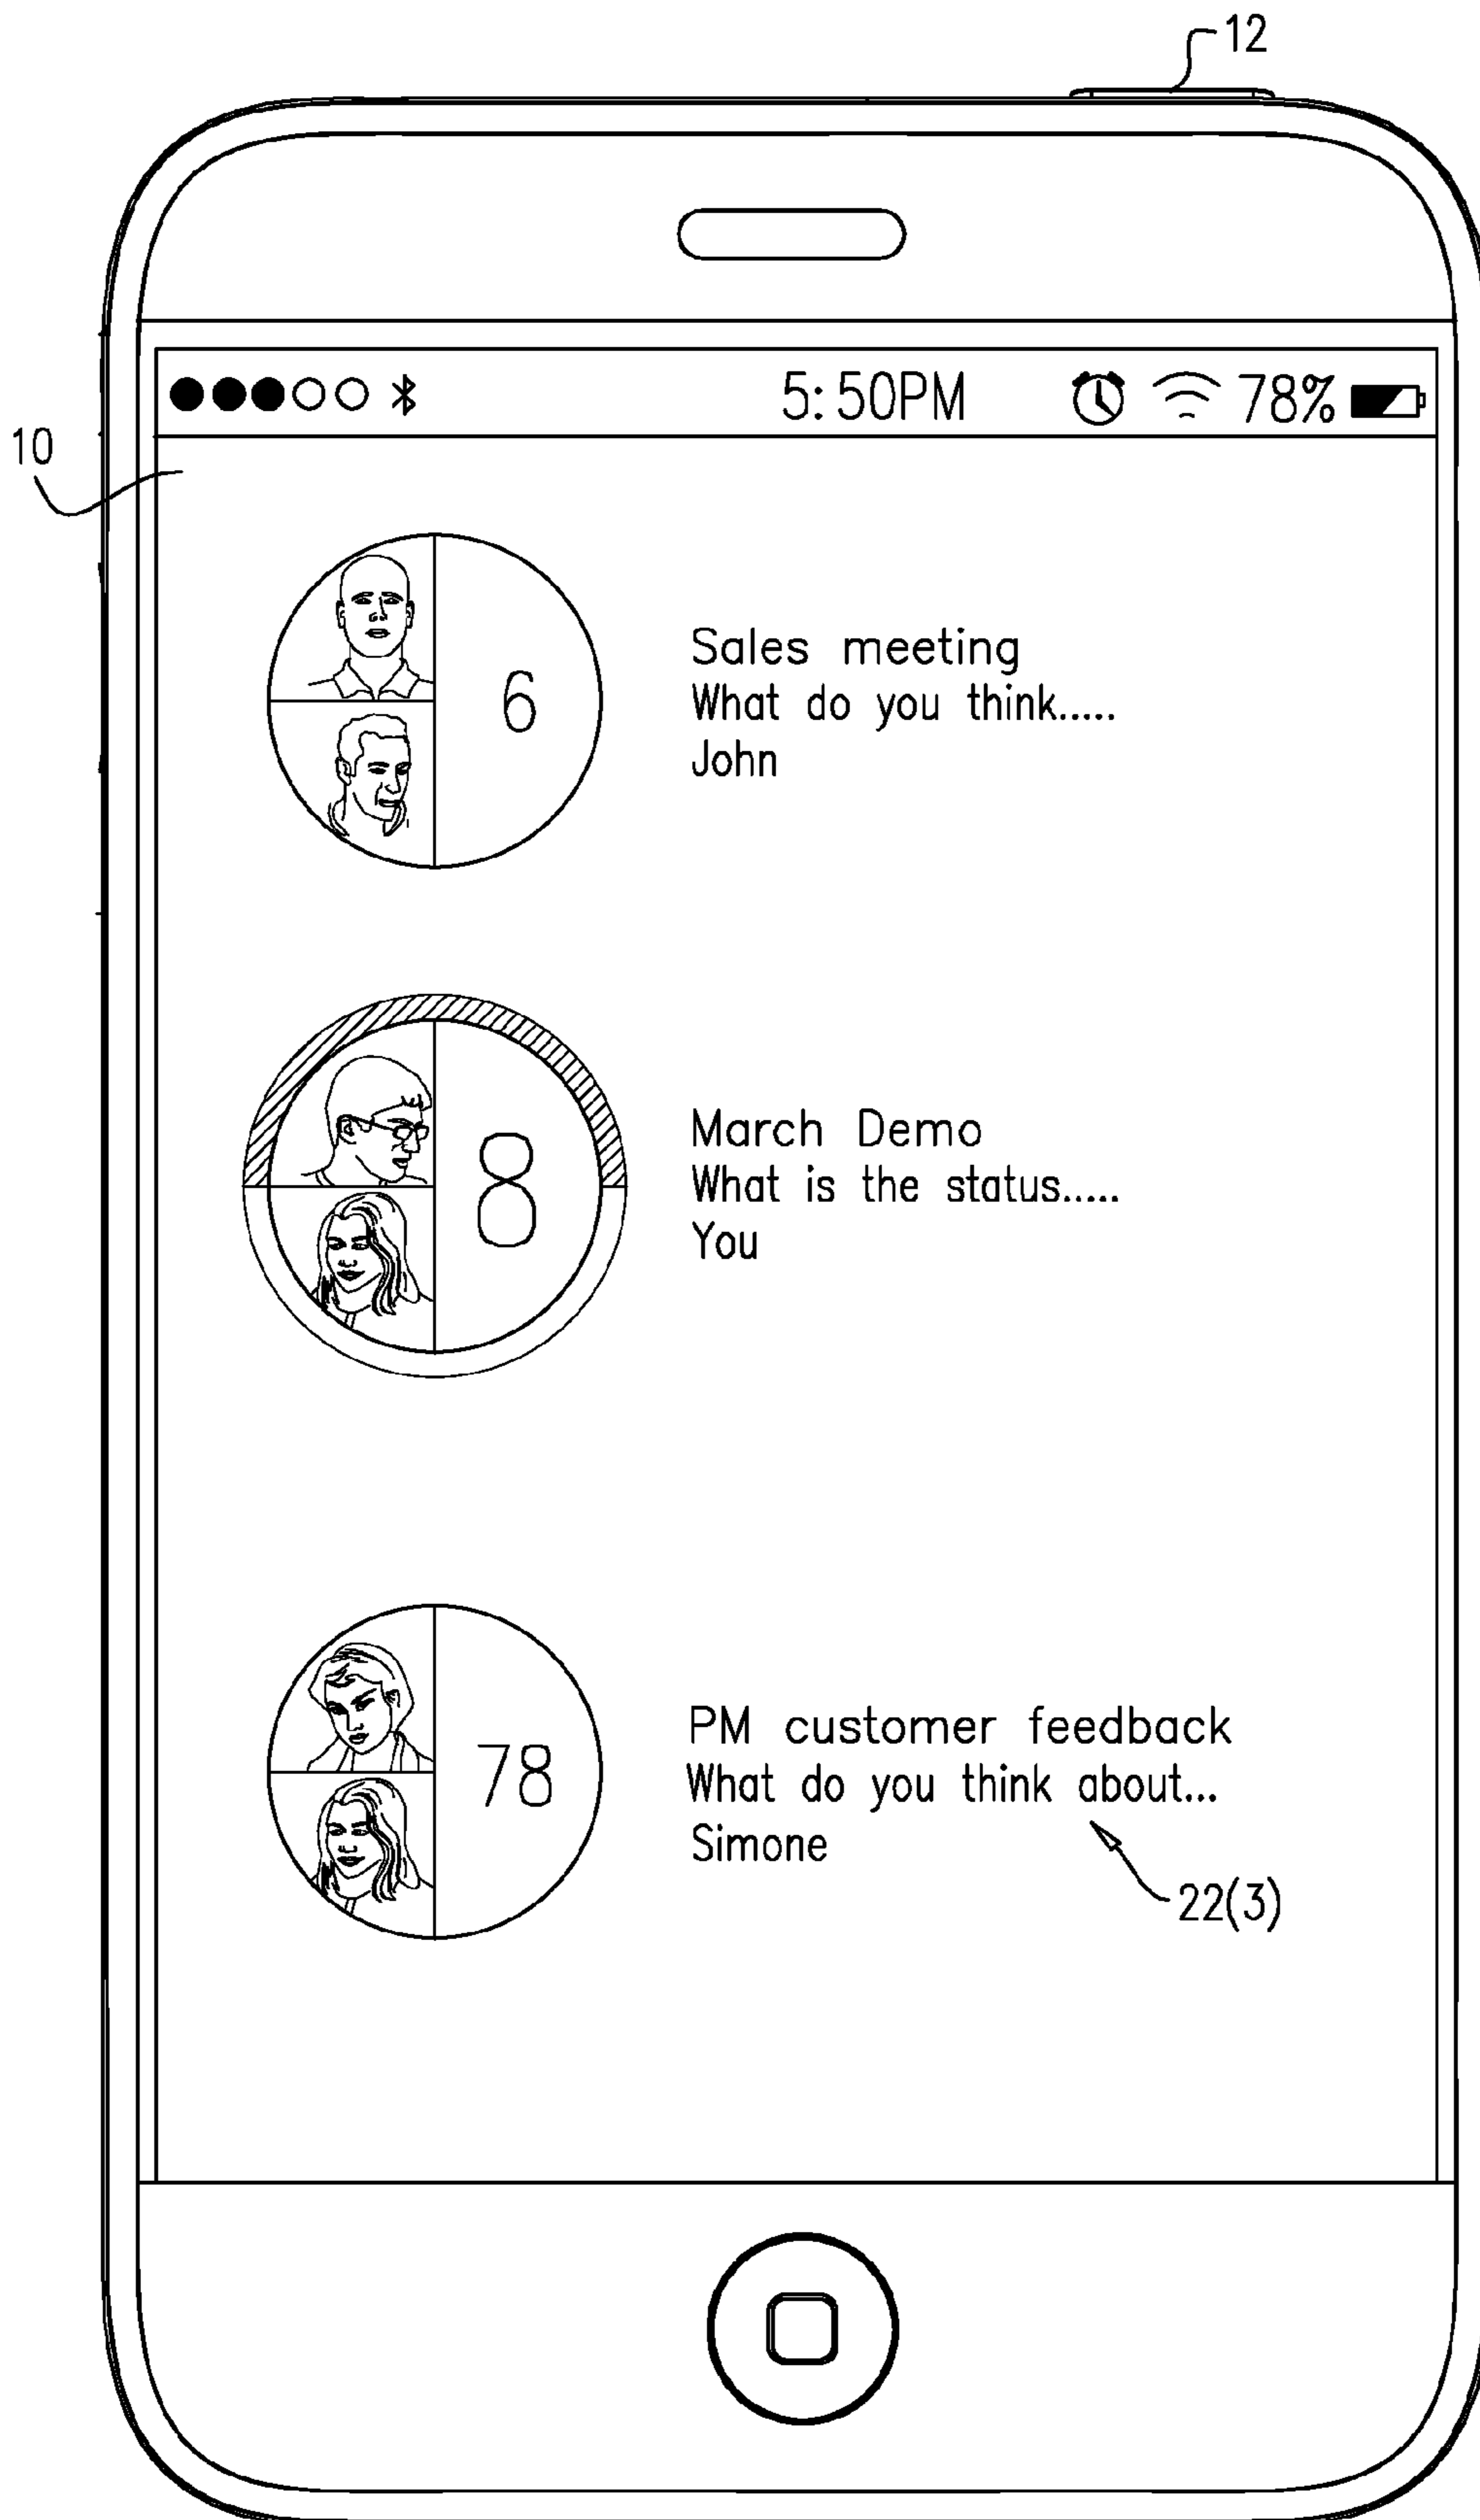 12
5:50PM 78%
10
6
Sales meeting
What do you think.....
John
8
March Demo
What is the status.....
You
78
PM customer feedback
What do you think about...
Simone
22(3)